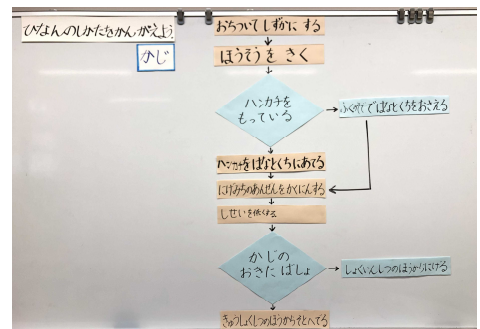 ひなんのしかたをかんがえよう
かじ
おちついてしずかに する
ほうそうを きく
ハンカチを
もっている
ふくやてではなとくちをおさえる
ハンカチをはなとくちにあてる
にげみちのあんぜんをかくにんする
しせいを低くする
かじの
おきた ばしょ
しょくいんしつのほうからにげる
きゅうしょくしつのほうからそとへでる